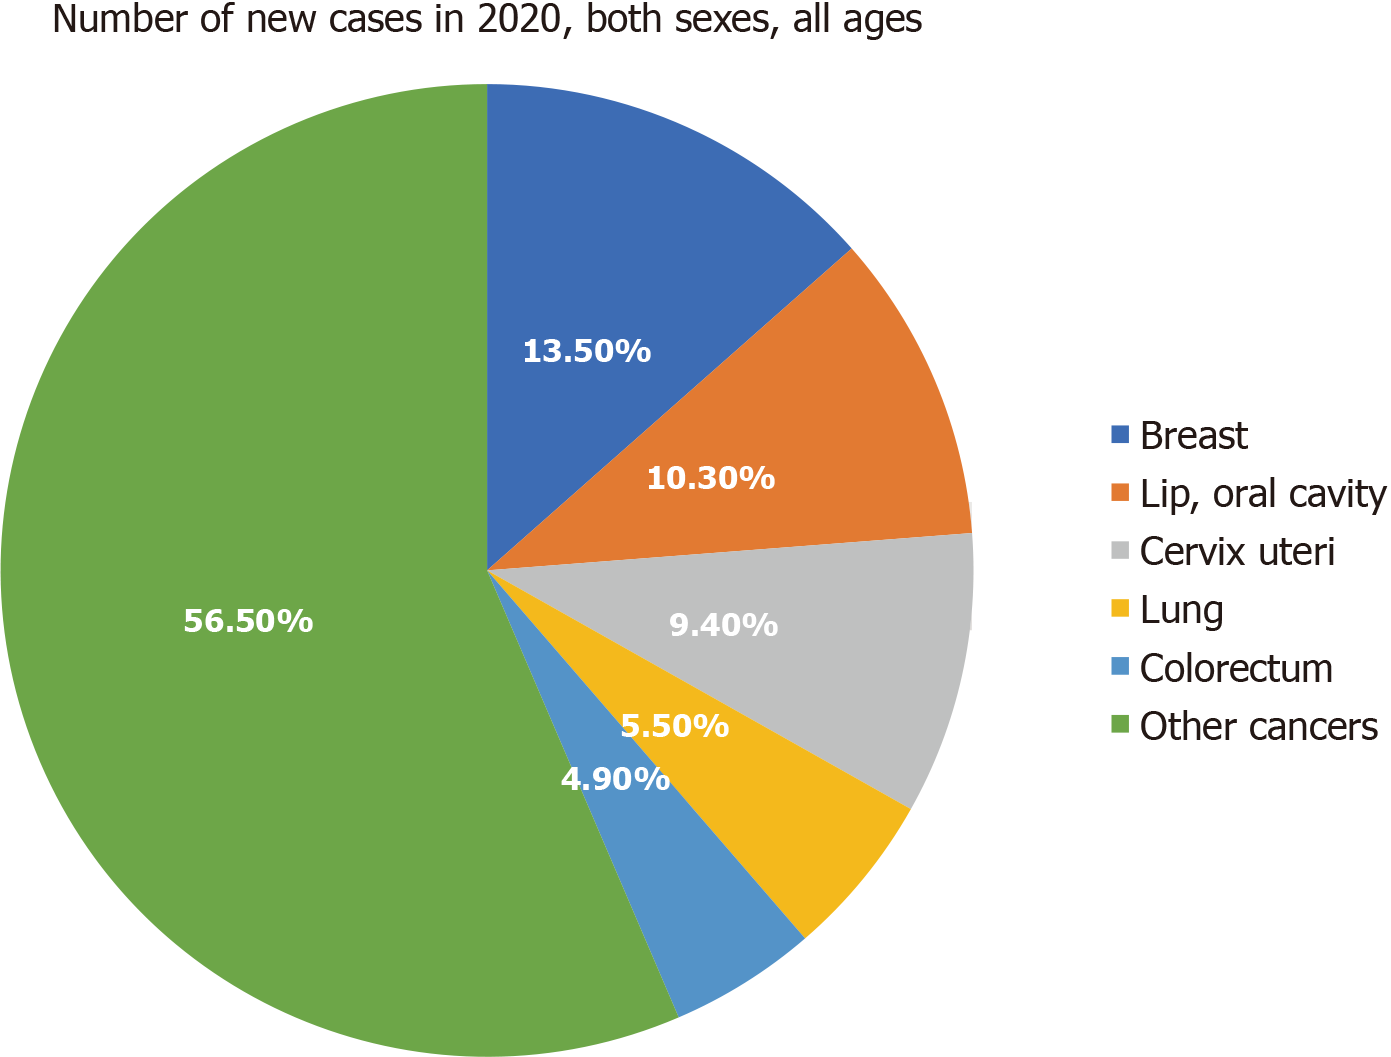 Number of new cases in 2020, both sexes, all ages
13.50%
10.30%
9.40%
56.50%
5.50%
4.90%
Breast
Lip, oral cavity
Cervix uteri
Lung
Colorectum
Other cancers